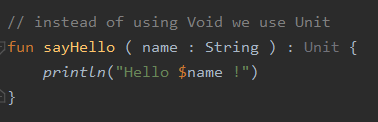 // instead of using Void we use Unit
fun sayHello ( name : String ) : Unit {
println("Hello $name !")
}